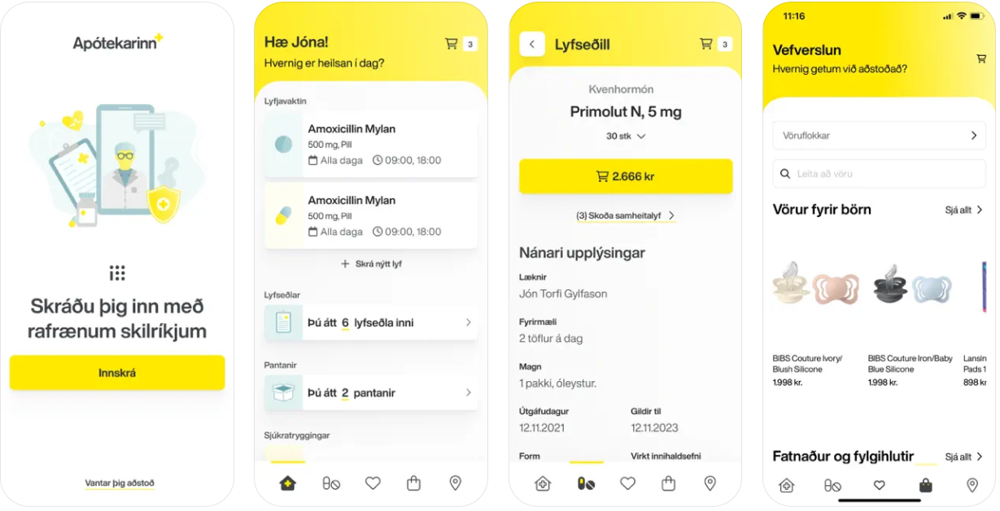 Apótekarinn
Skráðu þig inn með
rafrænum skilríkjum
Innskrá
Vantar þig aðstoð
Hæ Jóna!
3
Hvernig er heilsan í dag?
Lyfjavaktin
Amoxicillin Mylan
500 mg, Pill
Alla daga 09:00, 18:00
Amoxicillin Mylan
500 mg, Pill
Alla daga 09:00, 18:00
+ Skrá nýtt lyf
Lyfseðlar
Þú átt 6 lyfseðla inni
Pantanir
Þú átt 2 pantanir
Sjúkratryggingar
Lyfseðill
3
Kvenhormón
Primolut N, 5 mg
30 stk
2.666 kr
(3) Skoða samheitalyf
Nánari upplýsingar
Læknir
Jón Torfi Gylfason
Fyrirmæli
2 töflur á dag
Magn
1 pakki, óleystur.
Útgáfudagur Gildir til
12.11.2021 12.11.2023
Form Virkt innihaldsefni
11:16
Vefverslun
Hvernig getum við aðstoðað?
Vöruflokkar
Leita að vöru
Vörur fyrir börn Sjá allt
BIBS Couture Ivory/ BIBS Couture Iron/Baby Lansin
Blush Silicone Blue Silicone Pads 1
1.998 kr. 1.998 kr. 898 kr
Fatnaður og fylgihlutir Sjá allt